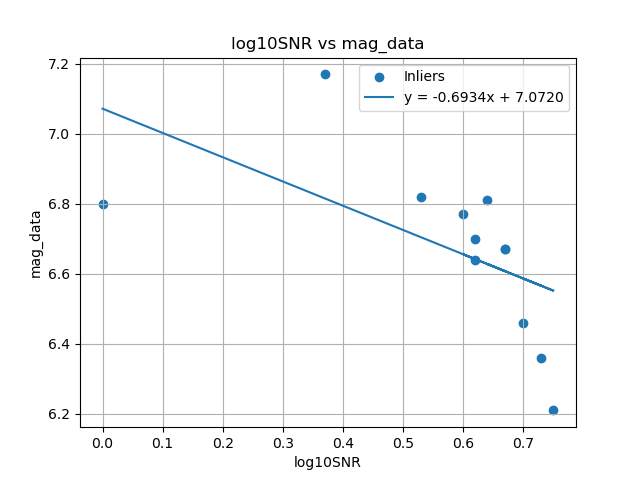 log10SNR vs mag_data
Inliers
y = -0.6934x + 7.0720
7.2
7.0
6.8
6.6
6.4
6.2
mag_data
0.0 0.1 0.2 0.3 0.4 0.5 0.6 0.7
log10SNR